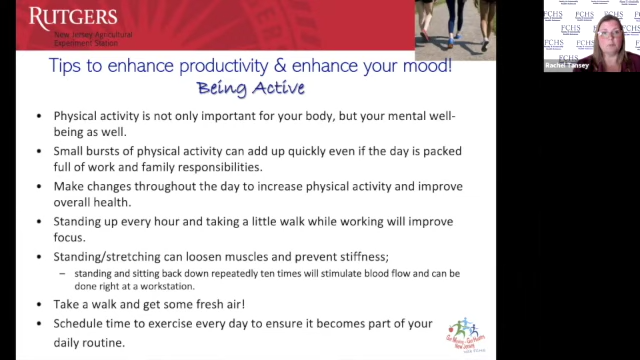 RUTGERS
New Jersey Agricultural
Experiment Station
Tips to enhance productivity & enhance your mood!
Being Active
• Physical activity is not only important for your body, but your mental well-
being as well.
• Small bursts of physical activity can add up quickly even if the day is packed
full of work and family responsibilities.
• Make changes throughout the day to increase physical activity and improve
overall health.
• Standing up every hour and taking a little walk while working will improve
focus.
• Standing/stretching can loosen muscles and prevent stiffness;
– standing and sitting back down repeatedly ten times will stimulate blood flow and can be
done right at a workstation.
• Take a walk and get some fresh air!
• Schedule time to exercise every day to ensure it becomes part of your
daily routine.
FCHS
FCHS
FCHS
Rachel Tansey